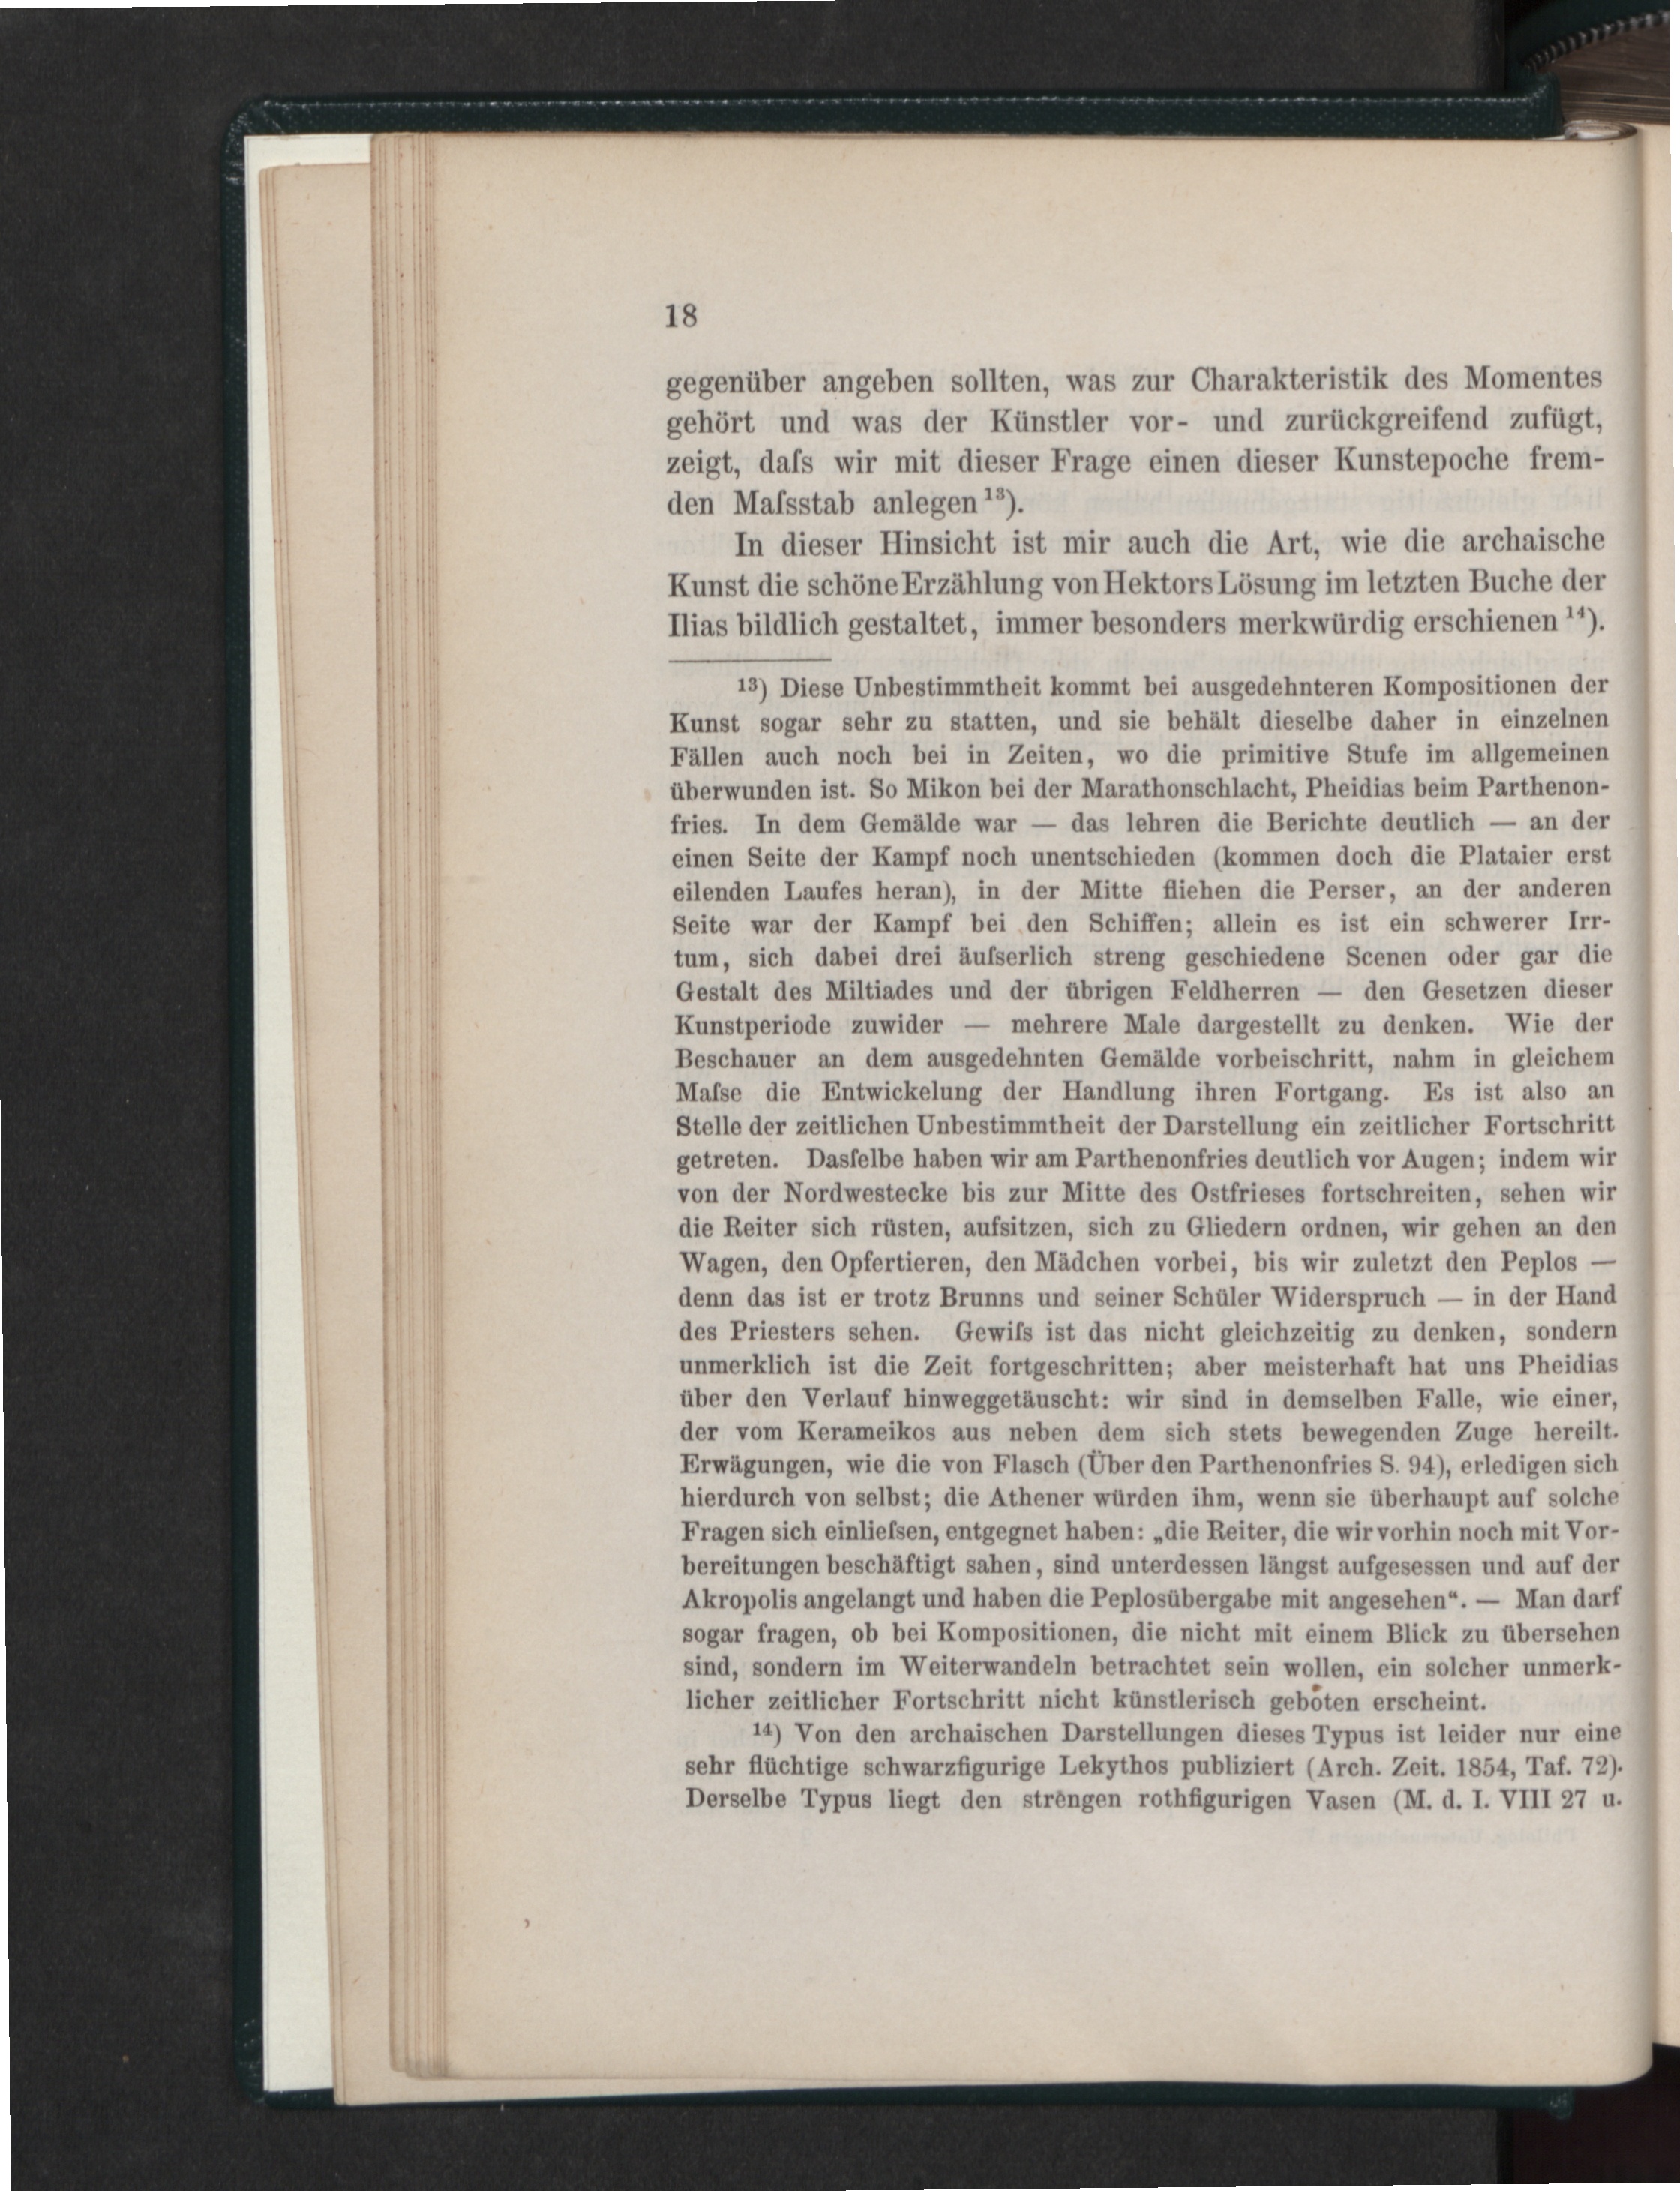 18
gegenüber angeben sollten, was zur Charakteristik des Momentes
gehört und was der Künstler vor- und zurückgreifend zufügt,
zeigt, daſs wir mit dieser Frage einen dieser Kunstepoche frem-
den Maſsstab anlegen¹³).
In dieser Hinsicht ist mir auch die Art, wie die archaische
Kunst die schöne Erzählung von Hektors Lösung im letzten Buche der
Ilias bildlich gestaltet, immer besonders merkwürdig erschienen¹⁴).
¹³) Diese Unbestimmtheit kommt bei ausgedehnteren Kompositionen der
Kunst sogar sehr zu statten, und sie behält dieselbe daher in einzelnen
Fällen auch noch bei in Zeiten, wo die primitive Stufe im allgemeinen
überwunden ist. So Mikon bei der Marathonschlacht, Pheidias beim Parthenon-
fries. In dem Gemälde war — das lehren die Berichte deutlich — an der
einen Seite der Kampf noch unentschieden (kommen doch die Plataier erst
eilenden Laufes heran), in der Mitte fliehen die Perser, an der anderen
Seite war der Kampf bei den Schiffen; allein es ist ein schwerer Irr-
tum, sich dabei drei äuſserlich streng geschiedene Scenen oder gar die
Gestalt des Miltiades und der übrigen Feldherren — den Gesetzen dieser
Kunstperiode zuwider — mehrere Male dargestellt zu denken. Wie der
Beschauer an dem ausgedehnten Gemälde vorbeischritt, nahm in gleichem
Maſse die Entwickelung der Handlung ihren Fortgang. Es ist also an
Stelle der zeitlichen Unbestimmtheit der Darstellung ein zeitlicher Fortschritt
getreten. Dasſelbe haben wir am Parthenonfries deutlich vor Augen; indem wir
von der Nordwestecke bis zur Mitte des Ostfrieses fortschreiten, sehen wir
die Reiter sich rüsten, aufsitzen, sich zu Gliedern ordnen, wir gehen an den
Wagen, den Opfertieren, den Mädchen vorbei, bis wir zuletzt den Peplos —
denn das ist er trotz Brunns und seiner Schüler Widerspruch — in der Hand
des Priesters sehen. Gewiſs ist das nicht gleichzeitig zu denken, sondern
unmerklich ist die Zeit fortgeschritten; aber meisterhaft hat uns Pheidias
über den Verlauf hinweggetäuscht: wir sind in demselben Falle, wie einer,
der vom Kerameikos aus neben dem sich stets bewegenden Zuge hereilt.
Erwägungen, wie die von Flasch (Über den Parthenonfries S. 94), erledigen sich
hierdurch von selbst; die Athener würden ihm, wenn sie überhaupt auf solche
Fragen sich einlieſsen, entgegnet haben: „die Reiter, die wir vorhin noch mit Vor-
bereitungen beschäftigt sahen, sind unterdessen längst aufgesessen und auf der
Akropolis angelangt und haben die Peplosübergabe mit angesehen“. — Man darf
sogar fragen, ob bei Kompositionen, die nicht mit einem Blick zu übersehen
sind, sondern im Weiterwandeln betrachtet sein wollen, ein solcher unmerk-
licher zeitlicher Fortschritt nicht künstlerisch geboten erscheint.
¹⁴) Von den archaischen Darstellungen dieses Typus ist leider nur eine
sehr flüchtige schwarzfigurige Lekythos publiziert (Arch. Zeit. 1854, Taf. 72).
Derselbe Typus liegt den strengen rothfigurigen Vasen (M. d. I. VIII 27 u.